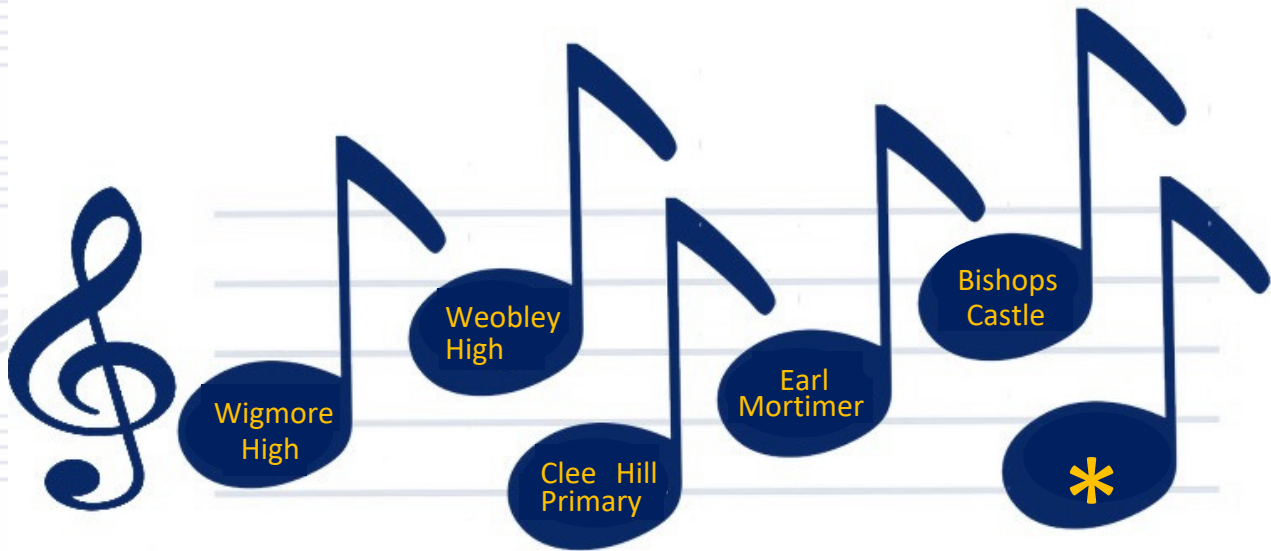 Wigmore
High
Weobley
High
Clee Hill
Primary
Earl
Mortimer
Bishops
Castle
*